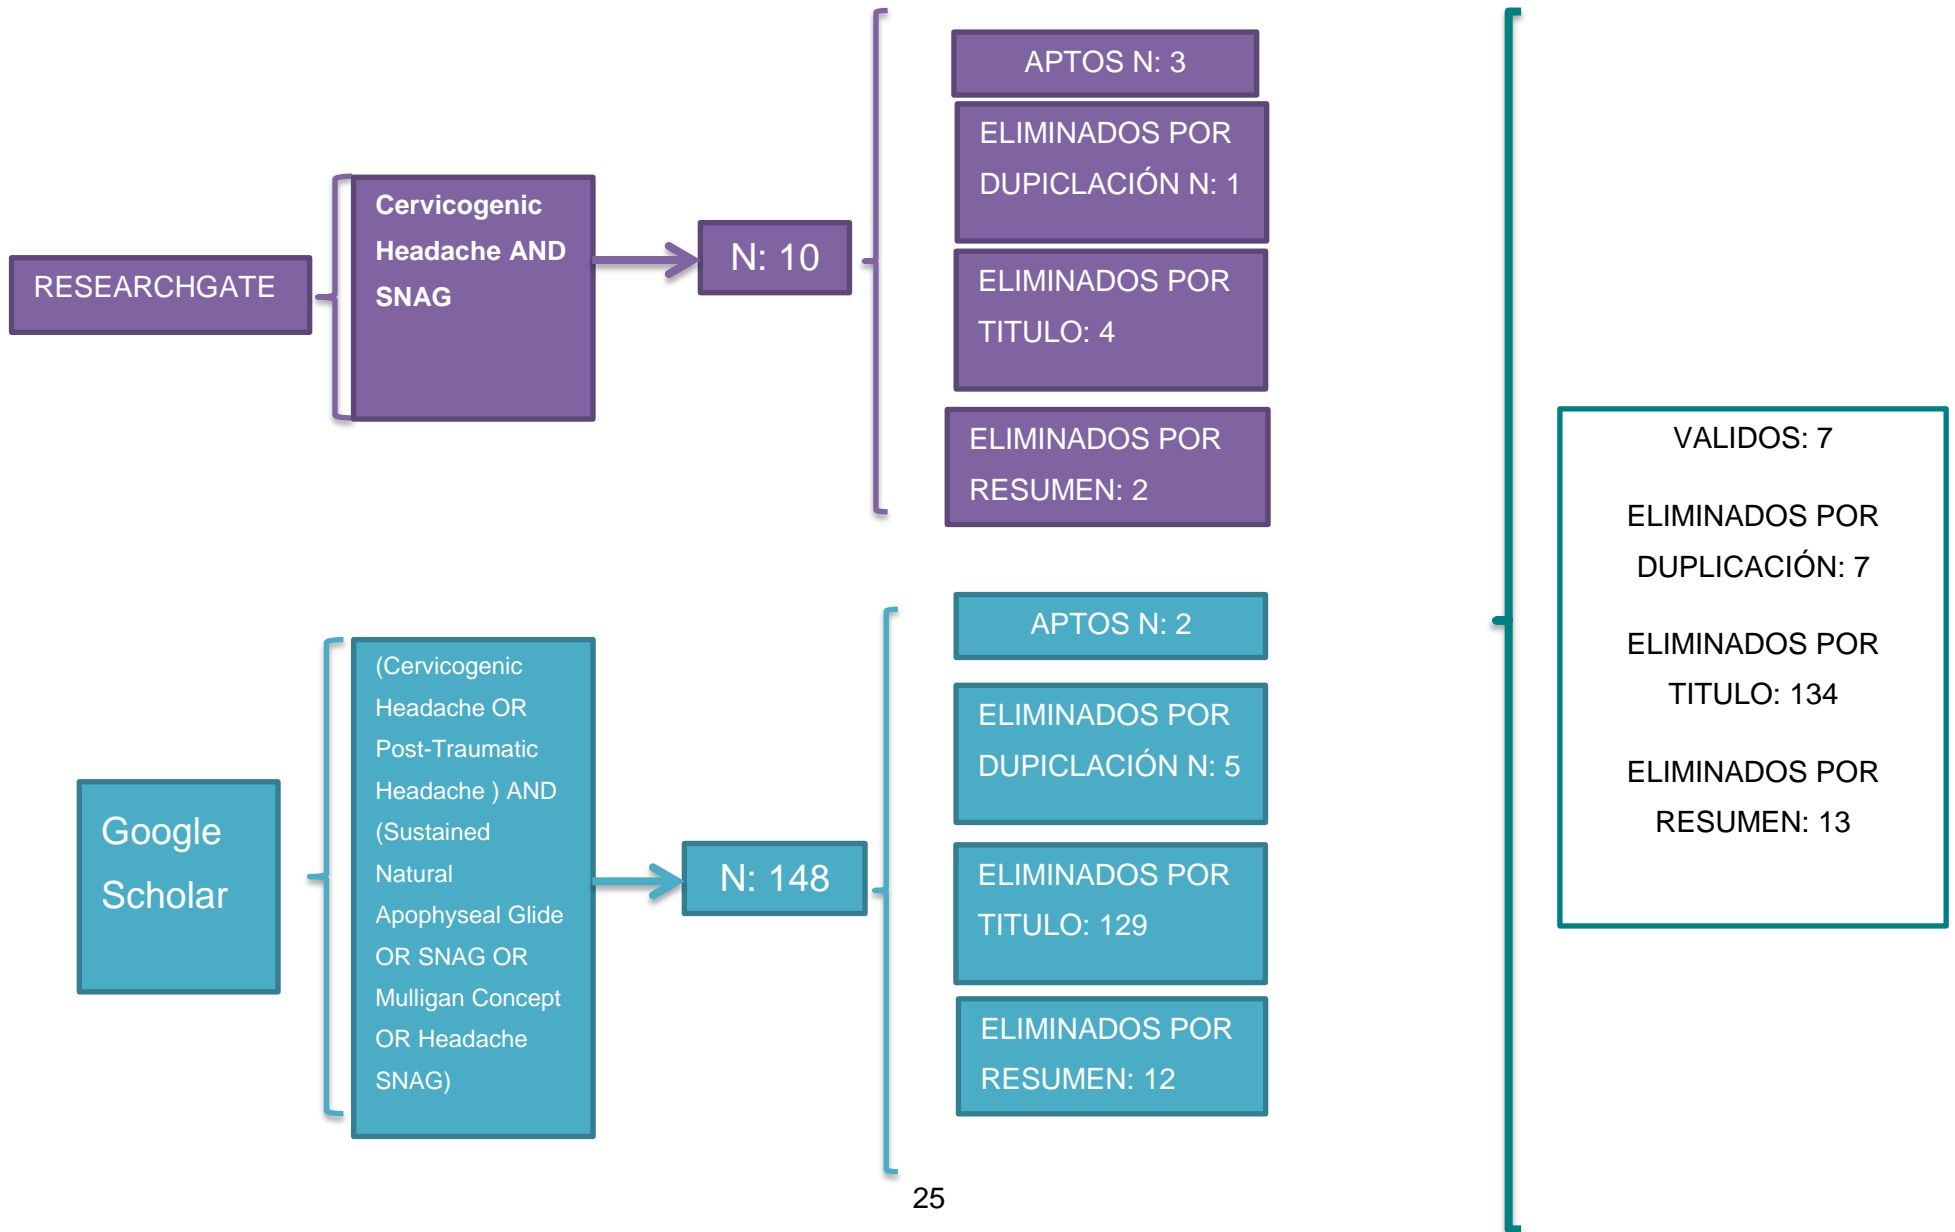 RESEARCHGATE
Cervicogenic
Headache AND
SNAG
N: 10
APTOS N: 3
ELIMINADOS POR
DUPICLACIÓN N: 1
ELIMINADOS POR
TITULO: 4
ELIMINADOS POR
RESUMEN: 2
Google
Scholar
(Cervicogenic
Headache OR
Post-Traumatic
Headache ) AND
(Sustained
Natural
Apophyseal Glide
OR SNAG OR
Mulligan Concept
OR Headache
SNAG)
N: 148
APTOS N: 2
ELIMINADOS POR
DUPICLACIÓN N: 5
ELIMINADOS POR
TITULO: 129
ELIMINADOS POR
RESUMEN: 12
VALIDOS: 7
ELIMINADOS POR
DUPLICACIÓN: 7
ELIMINADOS POR
TITULO: 134
ELIMINADOS POR
RESUMEN: 13
25